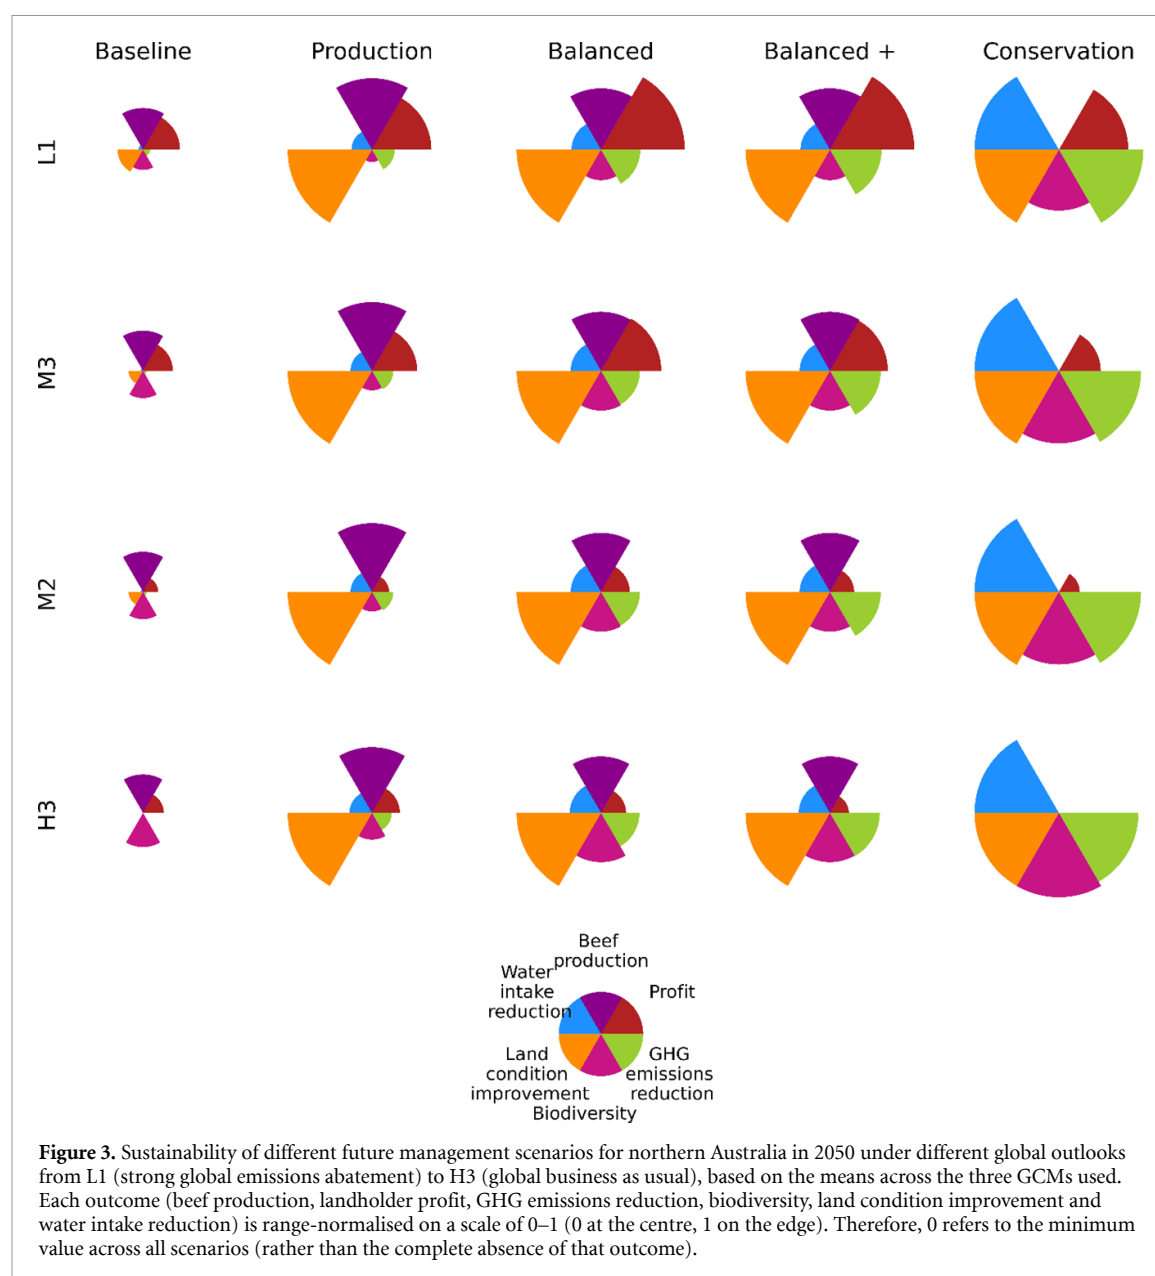 Baseline Production Balanced Balanced + Conservation
L1
M3
M2
H3
Beef
production
Water
intake
reduction
Profit
Land
condition
improvement
GHG
emissions
reduction
Biodiversity
Figure 3. Sustainability of different future management scenarios for northern Australia in 2050 under different global outlooks
from L1 (strong global emissions abatement) to H3 (global business as usual), based on the means across the three GCMs used.
Each outcome (beef production, landholder profit, GHG emissions reduction, biodiversity, land condition improvement and
water intake reduction) is range-normalised on a scale of 0–1 (0 at the centre, 1 on the edge). Therefore, 0 refers to the minimum
value across all scenarios (rather than the complete absence of that outcome).